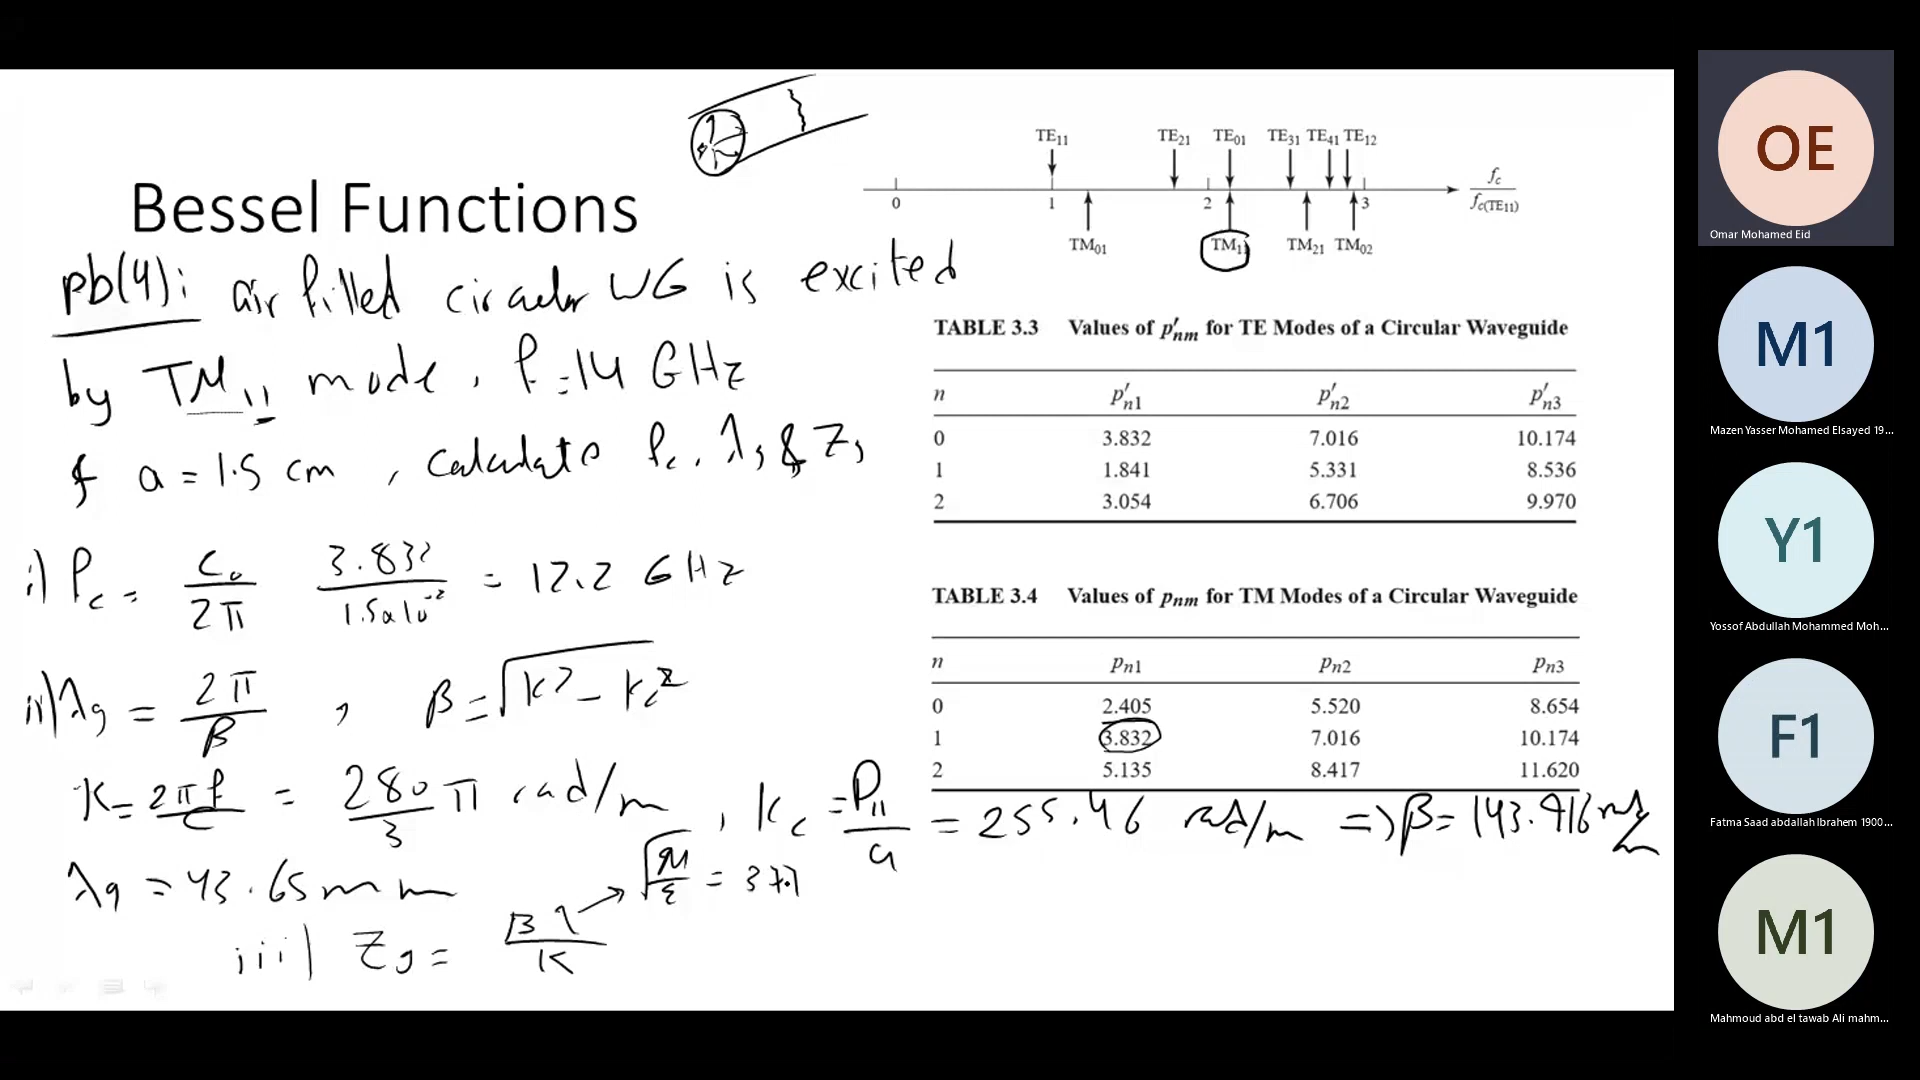 Bessel Functions
TE11 TE21 TE01 TE31 TE41 TE12
0 1 2 3
fc / fc(TE11)
TM01 TM11 TM21 TM02
pb(4): air filled circular WG is excited
by TM11 mode, f = 14 GHz
& a = 1.5 cm, calculate fc, λg & Zg
i) fc = C0/2π 3.832/1.5x10^-2 = 12.2 GHz
ii) λg = 2π/β , β = √(K² - Kc²)
K = 2πf/c = 280/3 π rad/m , Kc = P11/a = 255.46 rad/m => β = 143.916 rad/m
λg = 43.65 mm
iii) Zg = βη/K → √(μ/ε) = 377
TABLE 3.3 Values of p′nm for TE Modes of a Circular Waveguide
n p′n1 p′n2 p′n3
0 3.832 7.016 10.174
1 1.841 5.331 8.536
2 3.054 6.706 9.970
TABLE 3.4 Values of pnm for TM Modes of a Circular Waveguide
n pn1 pn2 pn3
0 2.405 5.520 8.654
1 3.832 7.016 10.174
2 5.135 8.417 11.620
OE
Omar Mohamed Eid
M1
Mazen Yasser Mohamed Elsayed 19...
Y1
Yossof Abdullah Mohammed Moh...
F1
Fatma Saad abdallah Ibrahem 1900...
M1
Mahmoud abd el tawab Ali mahm...